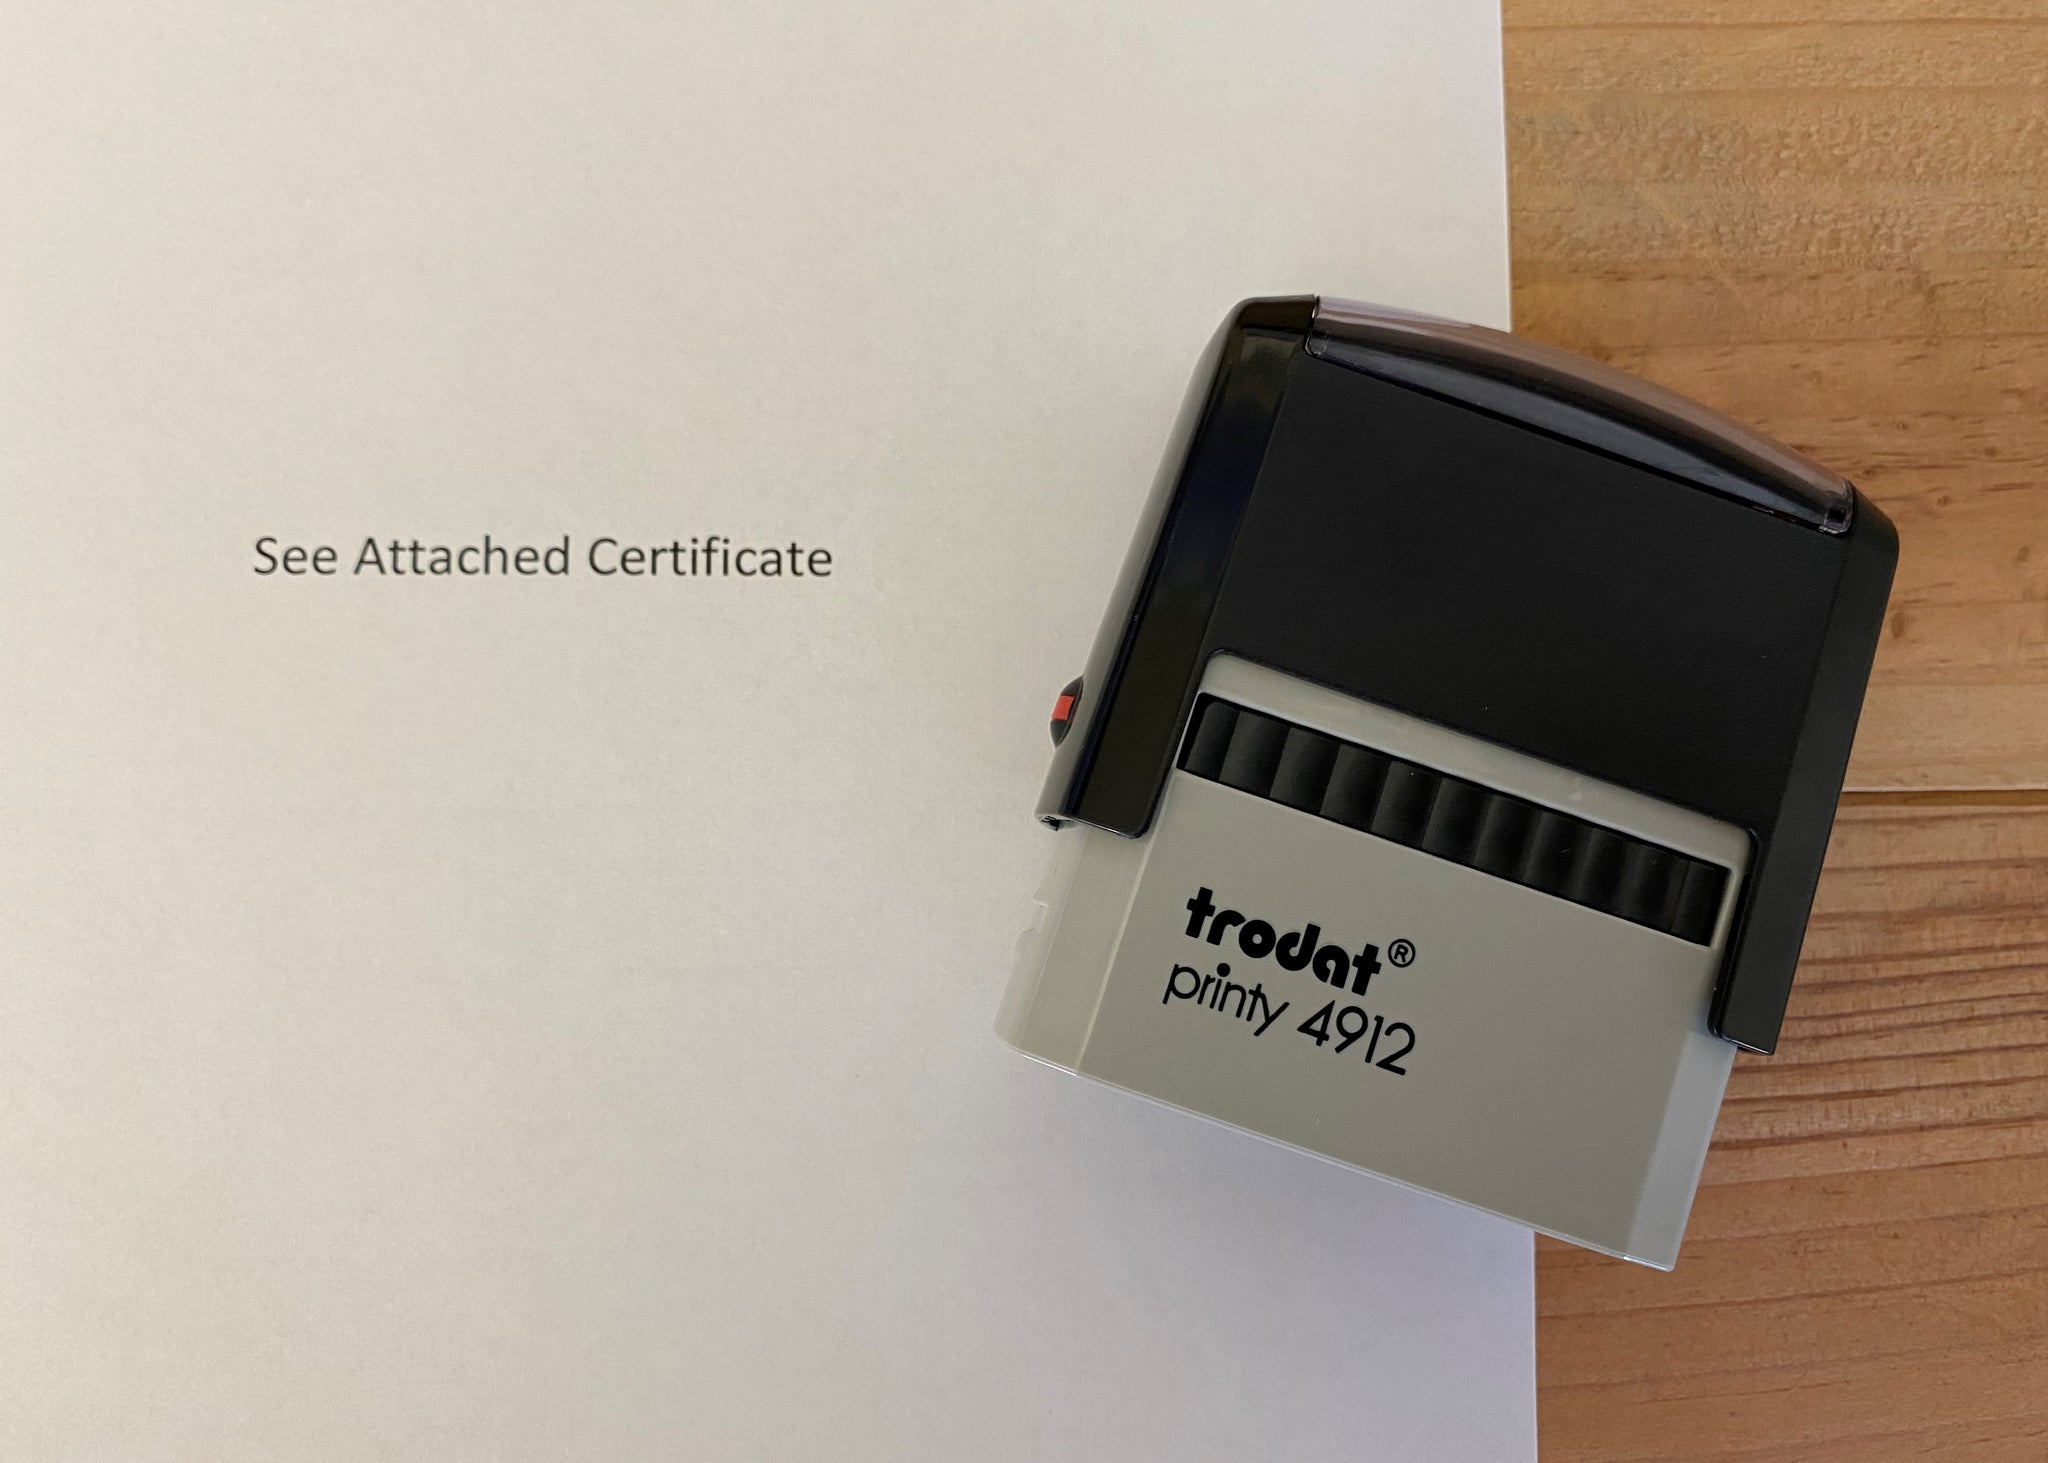 See Attached Certificate
trodat®
printy 4912